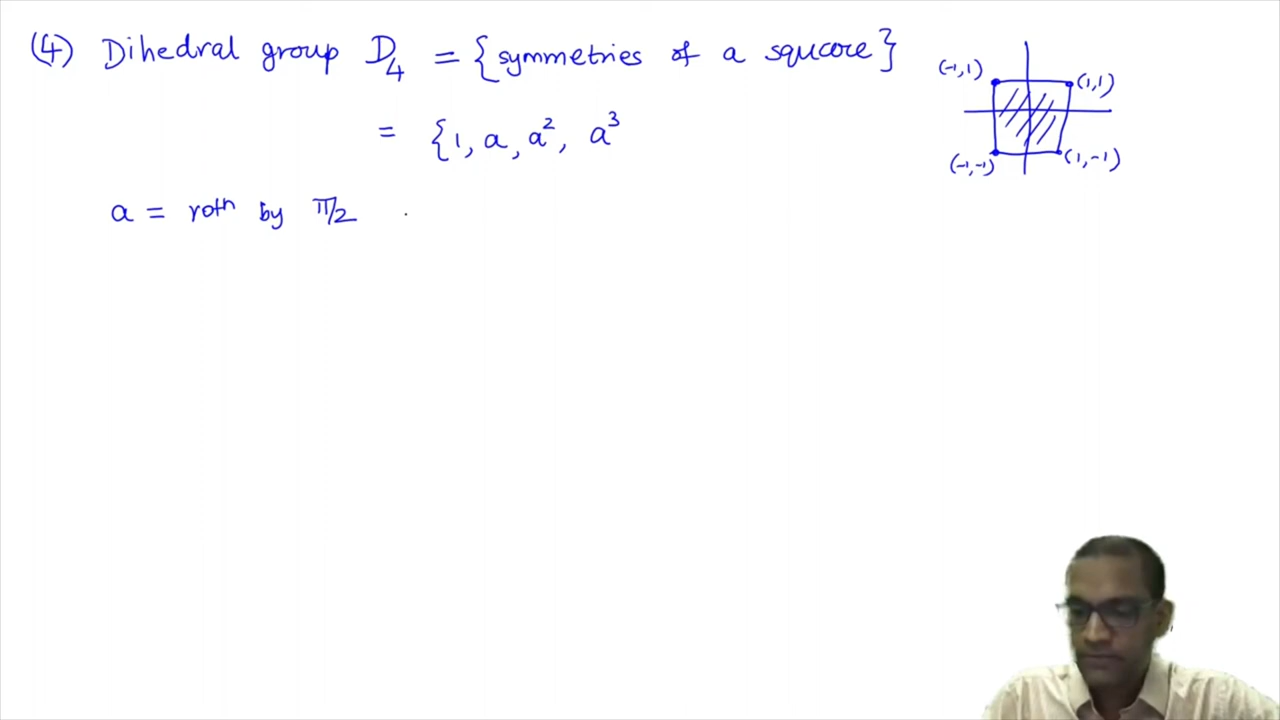 (4) Dihedral group D₄ = {symmetries of a square}
= {1, a, a², a³
a = rotn by π/2
(-1,1)
(1,1)
(-1,-1)
(1,-1)